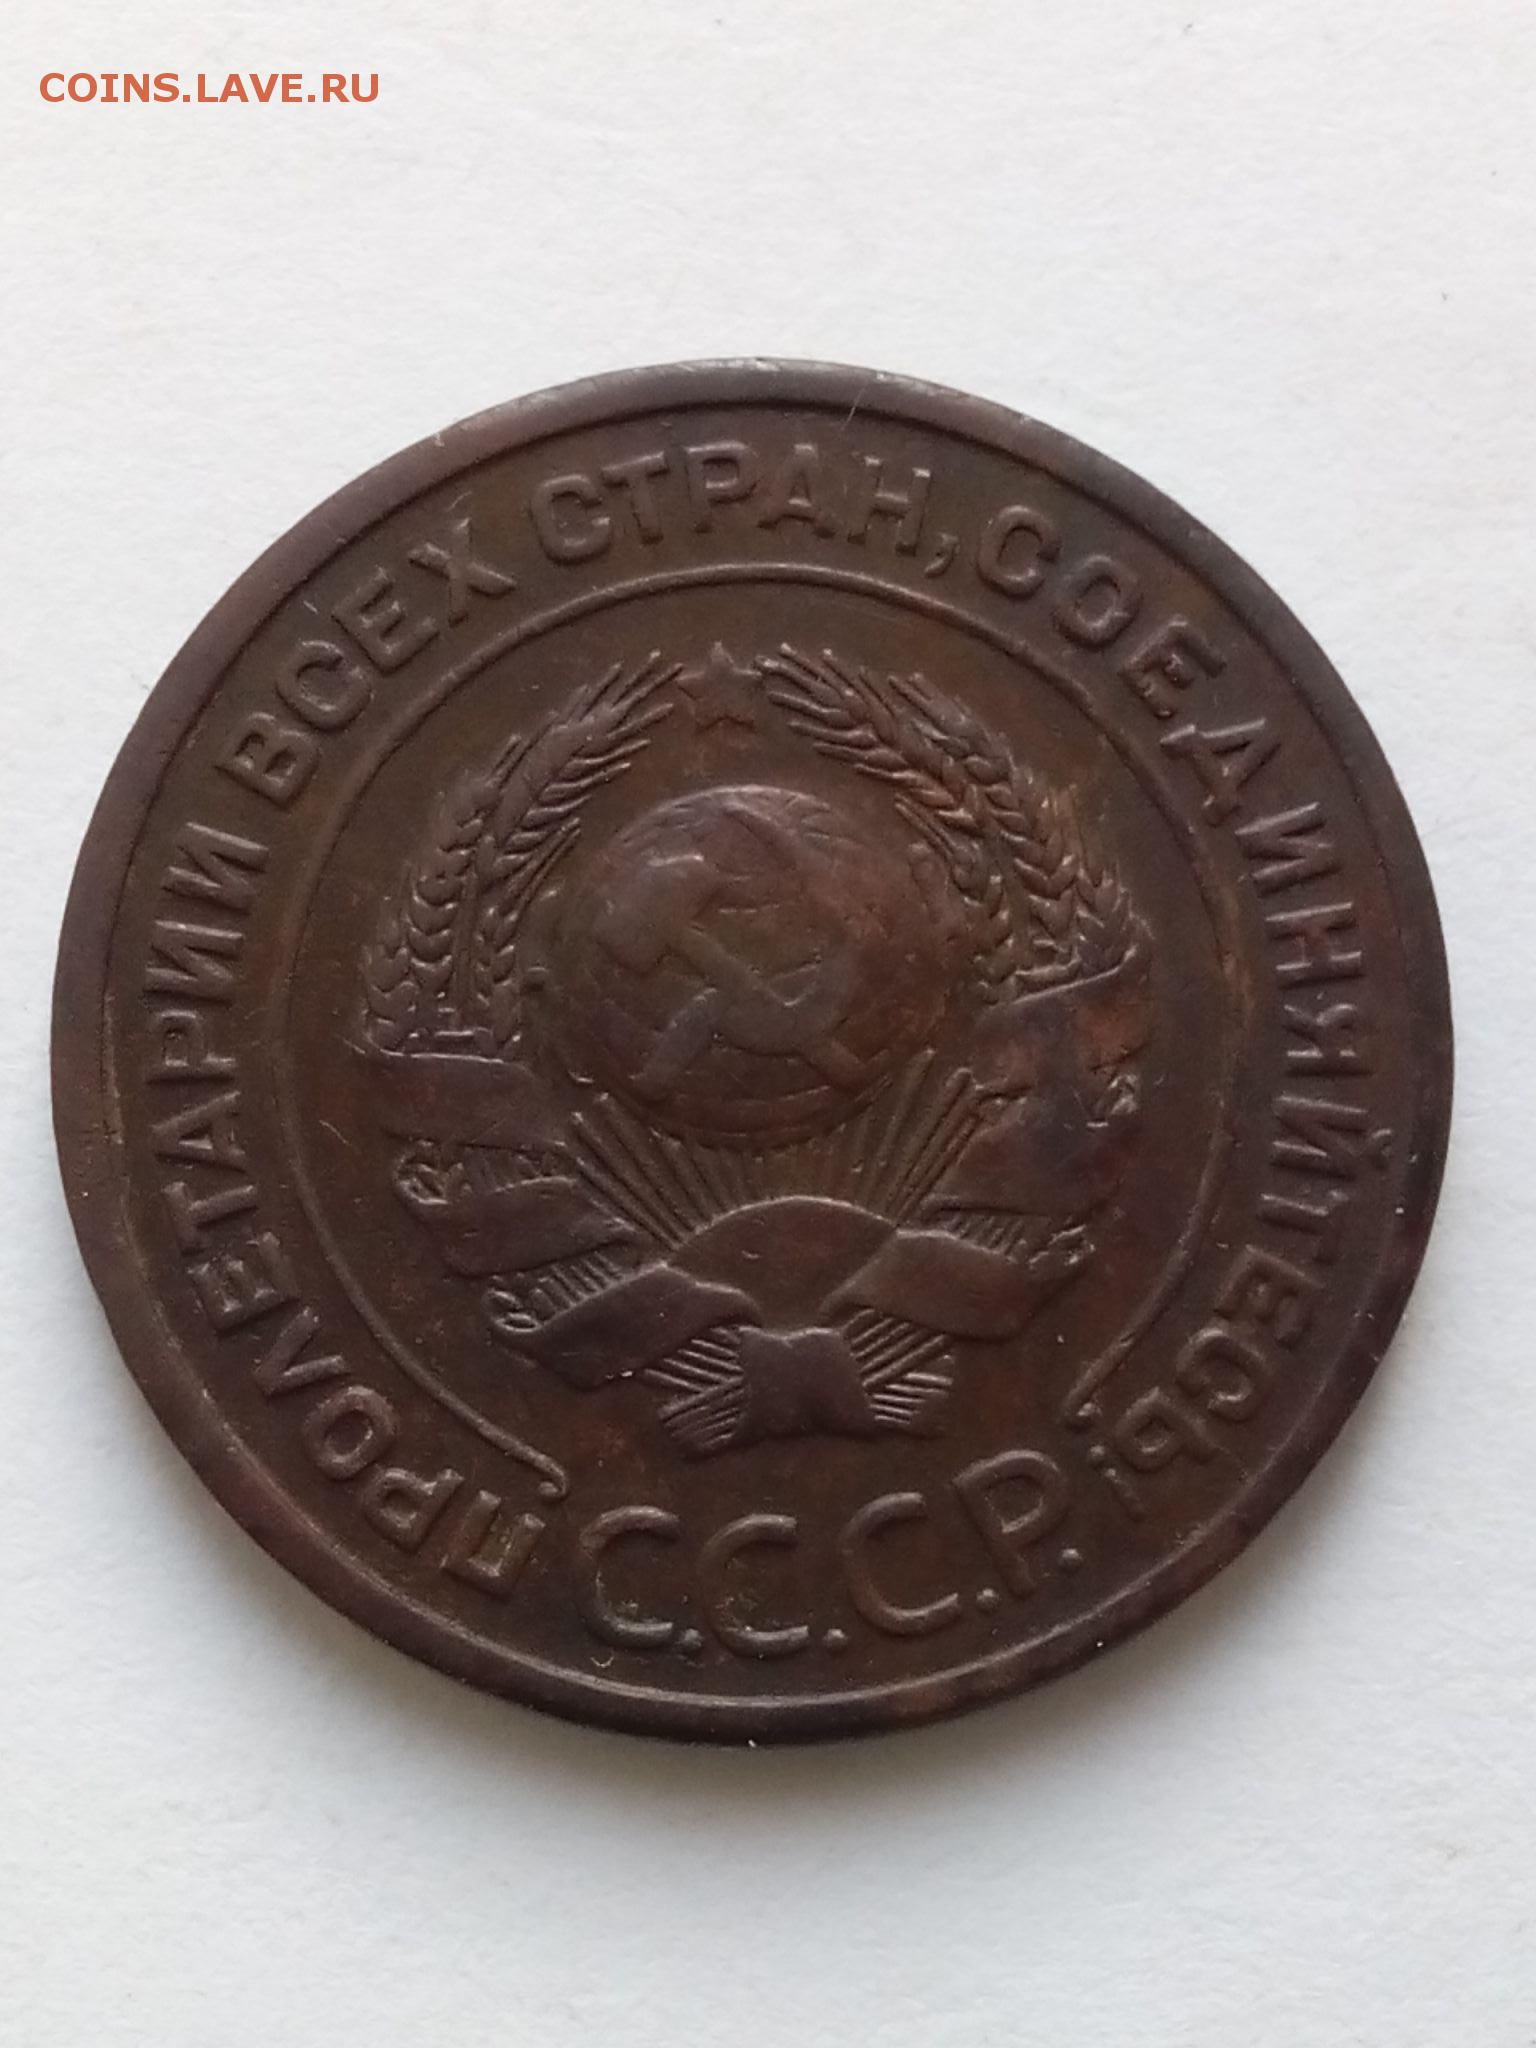 COINS.LAVE.RU
ПРОЛЕТАРИИ ВСЕХ СТРАН, СОЕДИНЯЙТЕСЬ!
С.С.С.Р.